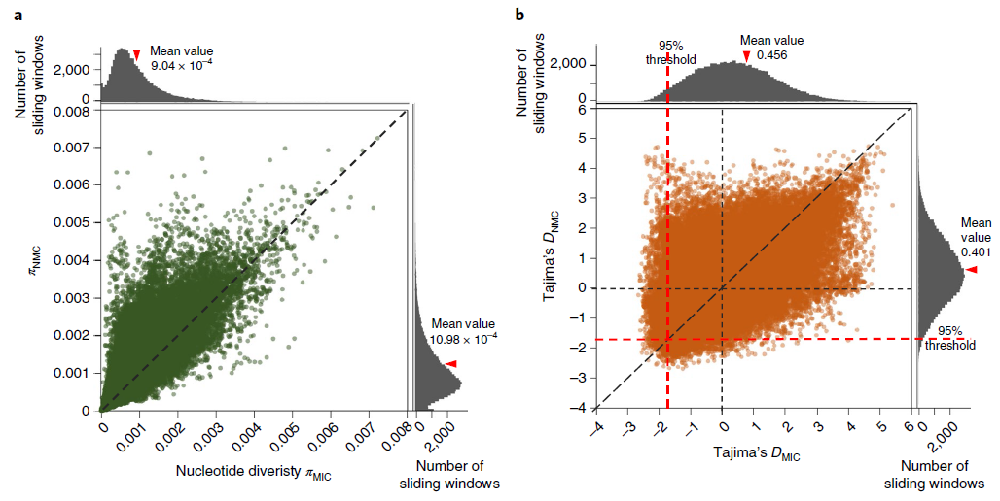 a
Number of
sliding windows
2,000
0
Mean value
9.04 × 10⁻⁴
0.008
0.007
0.006
0.005
0.004
0.003
0.002
0.001
0
πNMC
0
0.001
0.002
0.003
0.004
0.005
0.006
0.007
0.008
Nucleotide diveristy πMIC
Mean value
10.98 × 10⁻⁴
0
2,000
Number of
sliding windows
b
Number of
sliding windows
2,000
0
95%
threshold
Mean value
0.456
6
5
4
3
2
1
0
−1
−2
−3
−4
Tajima's DNMC
−4
−3
−2
−1
0
1
2
3
4
5
6
Tajima's DMIC
Mean
value
0.401
95%
threshold
0
2,000
Number of
sliding windows